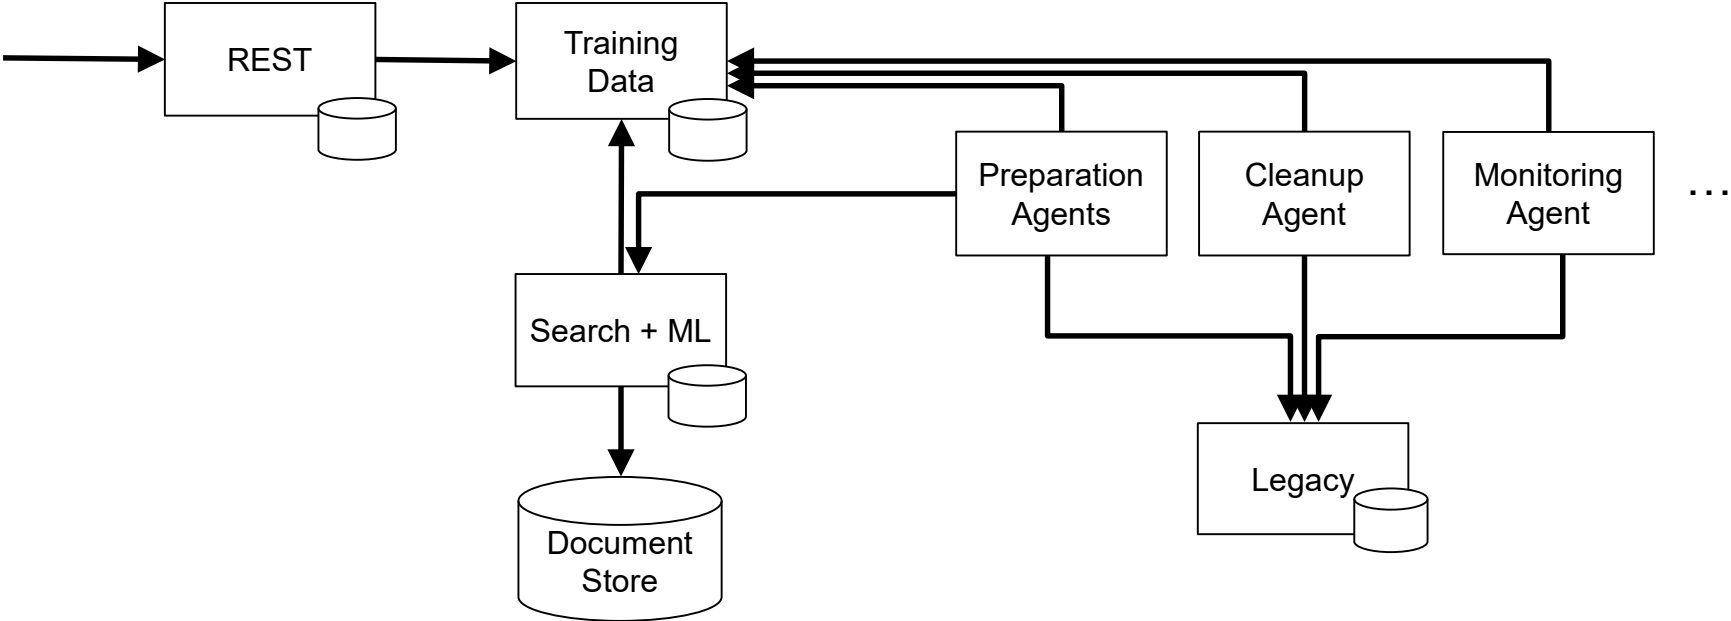 REST
Training
Data
Preparation
Agents
Cleanup
Agent
Monitoring
Agent
...
Search + ML
Legacy
Document
Store